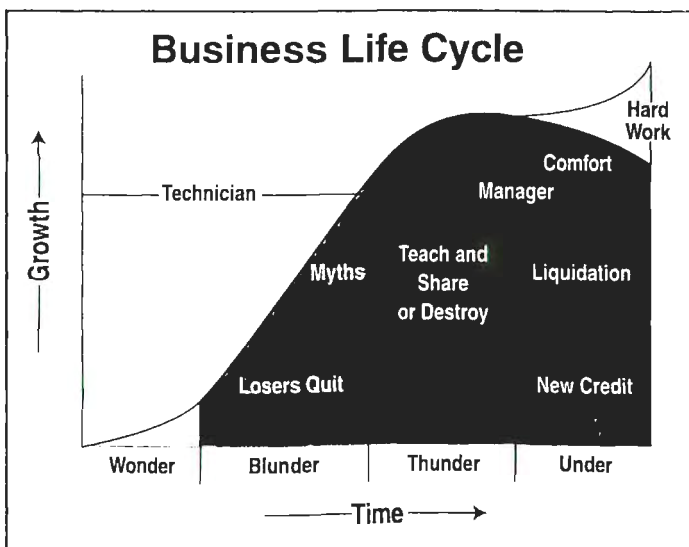 Business Life Cycle
Hard
Work
Comfort
Technician
Manager
Growth
Myths
Teach and
Share
or Destroy
Liquidation
Losers Quit
New Credit
Wonder
Blunder
Thunder
Under
Time